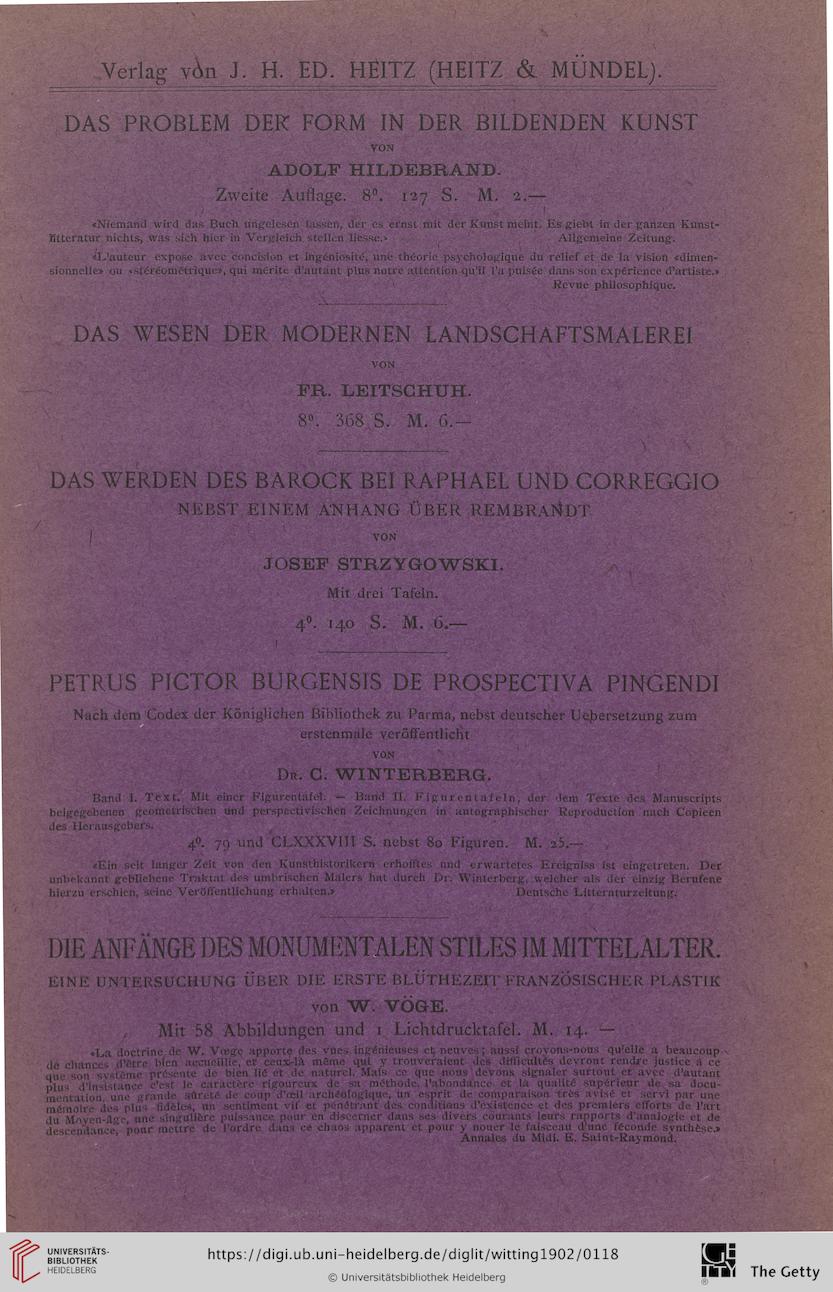 Verlag von J. H. ED. HEITZ (HEITZ & MÜNDEL).
DAS PROBLEM DER FORM IN DER BILDENDEN KUNST
VON
ADOLF HILDEBRAND.
Zweite Auflage. 8⁰. 127 S. M. 2.—
«Niemand wird das Buch ungelesen lassen, der es ernst mit der Kunst meint. Es giebt in der ganzen Kunst-
litteratur nichts, was sich hier in Vergleich stellen liesse.» Allgemeine Zeitung.
«L'auteur expose avec concision et ingéniosité, une théorie psychologique du relief et de la vision «dimen-
sionnelle» ou «stéréométrique», qui mérite d'autant plus notre attention qu'il l'a puisée dans son expérience d'artiste.»
Revue philosophique.
DAS WESEN DER MODERNEN LANDSCHAFTSMALEREI
VON
FR. LEITSCHUH.
8⁰. 368 S. M. 6.—
DAS WERDEN DES BAROCK BEI RAPHAEL UND CORREGGIO
NEBST EINEM ANHANG ÜBER REMBRANDT
VON
JOSEF STRZYGOWSKI.
Mit drei Tafeln.
4⁰. 140 S. M. 6.—
PETRUS PICTOR BURGENSIS DE PROSPECTIVA PINGENDI
Nach dem Codex der Königlichen Bibliothek zu Parma, nebst deutscher Uebersetzung zum
erstenmale veröffentlicht
VON
DR. C. WINTERBERG.
Band I. Text. Mit einer Figurentafel. — Band II. Figurentafeln, der dem Texte des Manuscripts
beigegebenen geometrischen und perspectivischen Zeichnungen in autographischer Reproduction nach Copieen
des Herausgebers.
4⁰. 79 und CLXXXVIII S. nebst 80 Figuren. M. 25.—
«Ein seit langer Zeit von den Kunsthistorikern erhofftes und erwartetes Ereigniss ist eingetreten. Der
unbekannt gebliebene Traktat des umbrischen Malers hat durch Dr. Winterberg, welcher als der einzig Berufene
hierzu erschien, seine Veröffentlichung erhalten.» Deutsche Litteraturzeitung.
DIE ANFÄNGE DES MONUMENTALEN STILES IM MITTELALTER.
EINE UNTERSUCHUNG ÜBER DIE ERSTE BLÜTHEZEIT FRANZÖSISCHER PLASTIK
von W. VÖGE.
Mit 58 Abbildungen und 1 Lichtdrucktafel. M. 14. —
«La doctrine de W. Vœge apporte des vues ingénieuses et neuves; aussi croyons-nous qu'elle a beaucoup
de chances d'être bien accueillie, et ceux-là même qui y trouveraient des difficultés devront rendre justice à ce
que son système présente de bien lié et de naturel. Mais ce que nous devons signaler surtout et avec d'autant
plus d'insistance c'est le caractère rigoureux de sa méthode, l'abondance et la qualité supérieur de sa docu-
mentation, une grande sûreté de coup d'œil archéologique, un esprit de comparaison très avisé et servi par une
mémoire des plus fidèles, un sentiment vif et pénétrant des conditions d'existence et des premiers efforts de l'art
du Moyen-âge, une singulière puissance pour en discerner dans ses divers courants leurs rapports d'analogie et de
descendance, pour mettre de l'ordre dans ce chaos apparent et pour y nouer le faisceau d'une féconde synthèse.»
Annales du Midi. E. Saint-Raymond.
UNIVERSITÄTS-
BIBLIOTHEK
HEIDELBERG
https://digi.ub.uni-heidelberg.de/diglit/witting1902/0118
© Universitätsbibliothek Heidelberg
GETTY
The Getty